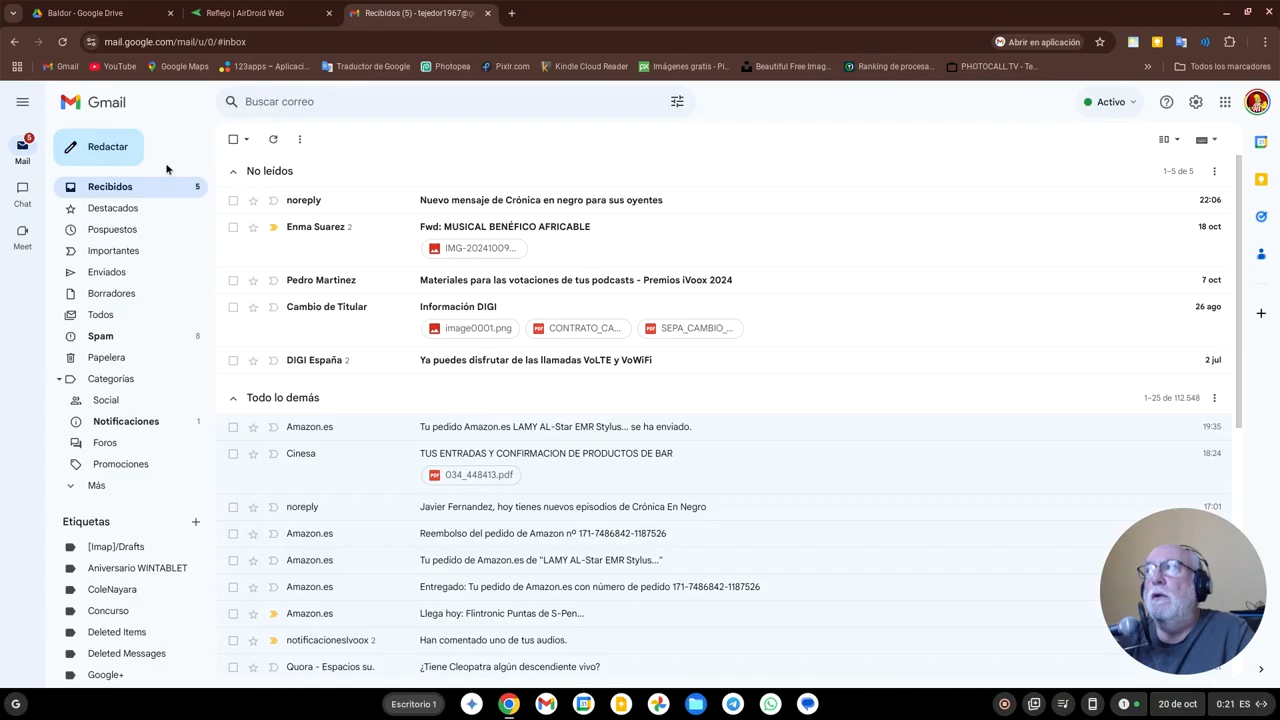 Baldor - Google Drive
Reflejo / AirDroid Web
Recibidos (5) - tejedor1967@g
mail.google.com/mail/u/0/#inbox
Abrir en aplicación
Gmail
YouTube
Google Maps
123apps – Aplicaci...
Traductor de Google
Photopea
Pixlr.com
Kindle Cloud Reader
Imágenes gratis - Pi...
Beautiful Free Imag...
Ranking de procesa...
PHOTOCALL.TV - Te...
Todos los marcadores
Gmail
Buscar correo
Activo
5
Mail
Chat
Meet
Redactar
Recibidos 5
Destacados
Pospuestos
Importantes
Enviados
Borradores
Todos
Spam 8
Papelera
Categorías
Social
Notificaciones 1
Foros
Promociones
Más
Etiquetas
[Imap]/Drafts
Aniversario WINTABLET
ColeNayara
Concurso
Deleted Items
Deleted Messages
Google+
No leídos 1–5 de 5
noreply Nuevo mensaje de Crónica en negro para sus oyentes 22:06
Enma Suarez 2 Fwd: MUSICAL BENÉFICO AFRICABLE 18 oct
IMG-20241009...
Pedro Martinez Materiales para las votaciones de tus podcasts - Premios iVoox 2024 7 oct
Cambio de Titular Información DIGI 26 ago
image0001.png CONTRATO_CA... SEPA_CAMBIO_...
DIGI España 2 Ya puedes disfrutar de las llamadas VoLTE y VoWiFi 2 jul
Todo lo demás 1–25 de 112.548
Amazon.es Tu pedido Amazon.es LAMY AL-Star EMR Stylus... se ha enviado. 19:35
Cinesa TUS ENTRADAS Y CONFIRMACION DE PRODUCTOS DE BAR 18:24
034_448413.pdf
noreply Javier Fernandez, hoy tienes nuevos episodios de Crónica En Negro 17:01
Amazon.es Reembolso del pedido de Amazon nº 171-7486842-1187526
Amazon.es Tu pedido de Amazon.es de "LAMY AL-Star EMR Stylus..."
Amazon.es Entregado: Tu pedido de Amazon.es con número de pedido 171-7486842-1187526
Amazon.es Llega hoy: Flintronic Puntas de S-Pen...
notificacionesIvoox 2 Han comentado uno de tus audios.
Quora - Espacios su. ¿Tiene Cleopatra algún descendiente vivo?
Escritorio 1
1
20 de oct
0:21 ES